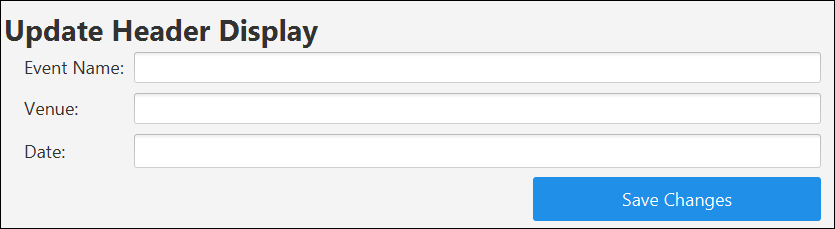 Update Header Display
Event Name:
Venue:
Date:
Save Changes